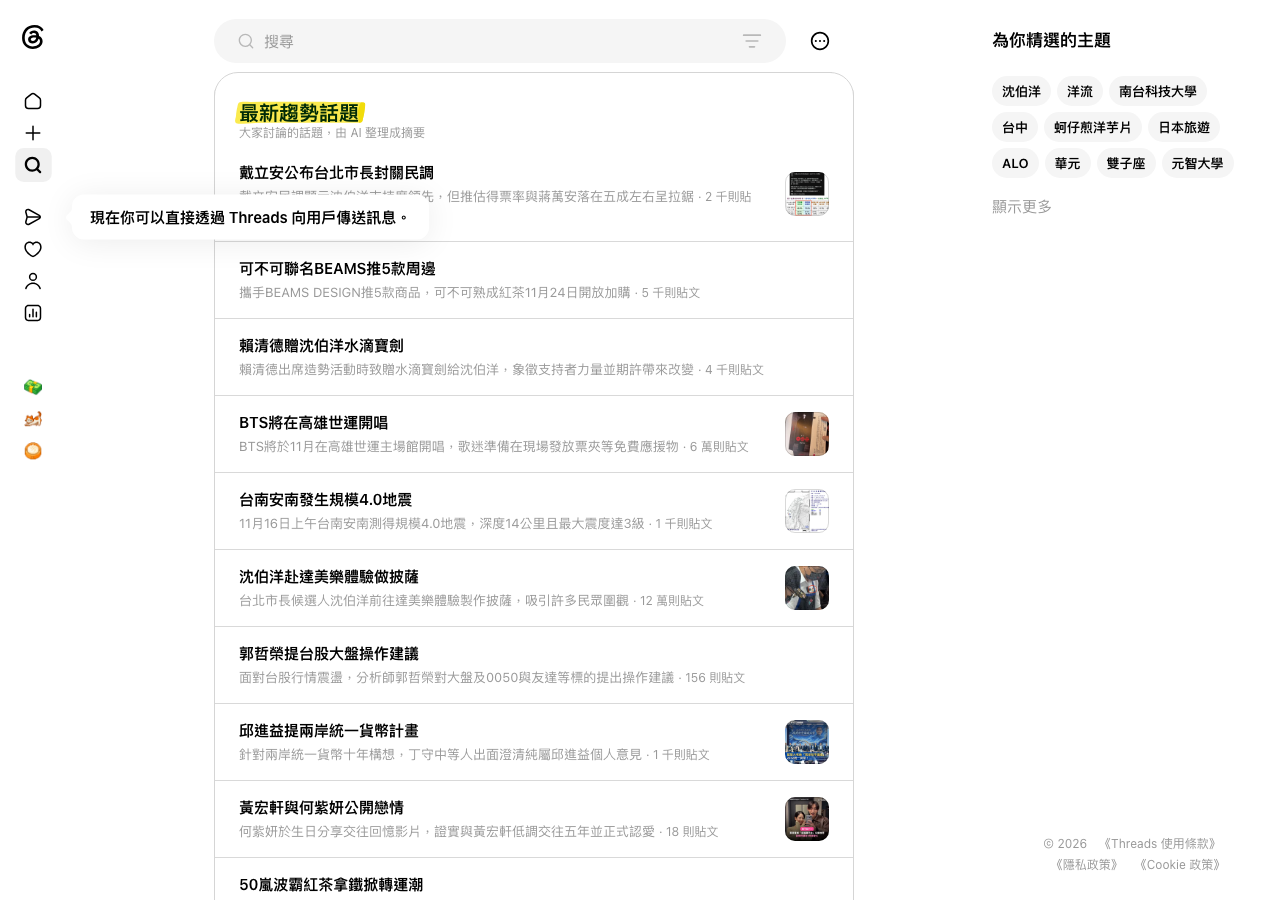 搜尋
最新趨勢話題
大家討論的話題，由 AI 整理成摘要
戴立安公布台北市長封關民調
先，但推估得票率與蔣萬安落在五成左右呈拉鋸 · 2 千則貼
現在你可以直接透過 Threads 向用戶傳送訊息。
可不可聯名BEAMS推5款周邊
攜手BEAMS DESIGN推5款商品，可不可熟成紅茶11月24日開放加購 · 5 千則貼文
賴清德贈沈伯洋水滴寶劍
賴清德出席造勢活動時致贈水滴寶劍給沈伯洋，象徵支持者力量並期許帶來改變 · 4 千則貼文
BTS將在高雄世運開唱
BTS將於11月在高雄世運主場館開唱，歌迷準備在現場發放票夾等免費應援物 · 6 萬則貼文
台南安南發生規模4.0地震
11月16日上午台南安南測得規模4.0地震，深度14公里且最大震度達3級 · 1 千則貼文
沈伯洋赴達美樂體驗做披薩
台北市長候選人沈伯洋前往達美樂體驗製作披薩，吸引許多民眾圍觀 · 12 萬則貼文
郭哲榮提台股大盤操作建議
面對台股行情震盪，分析師郭哲榮對大盤及0050與友達等標的提出操作建議 · 156 則貼文
邱進益提兩岸統一貨幣計畫
針對兩岸統一貨幣十年構想，丁守中等人出面澄清純屬邱進益個人意見 · 1 千則貼文
黃宏軒與何紫妍公開戀情
何紫妍於生日分享交往回憶影片，證實與黃宏軒低調交往五年並正式認愛 · 18 則貼文
50嵐波霸紅茶拿鐵掀轉運潮
為你精選的主題
沈伯洋 洋流 南台科技大學
台中 蚵仔煎洋芋片 日本旅遊
ALO 華元 雙子座 元智大學
顯示更多
© 2026 《Threads 使用條款》
《隱私政策》 《Cookie 政策》